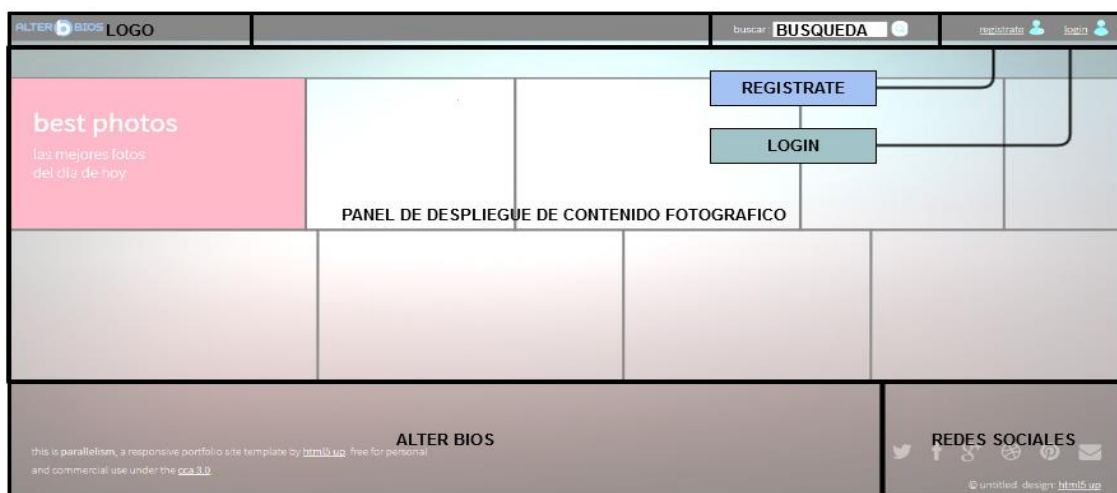 ALTER b BIOS LOGO
buscar: BUSQUEDA
registrate login
REGISTRATE
best photos
LOGIN
las mejores fotos
del día de hoy
PANEL DE DESPLIEGUE DE CONTENIDO FOTOGRAFICO
ALTER BIOS
this is parallelism, a responsive portfolio site template by html5 up. free for personal
and commercial use under the cca 3.0
REDES SOCIALES
© untitled. design: html5 up